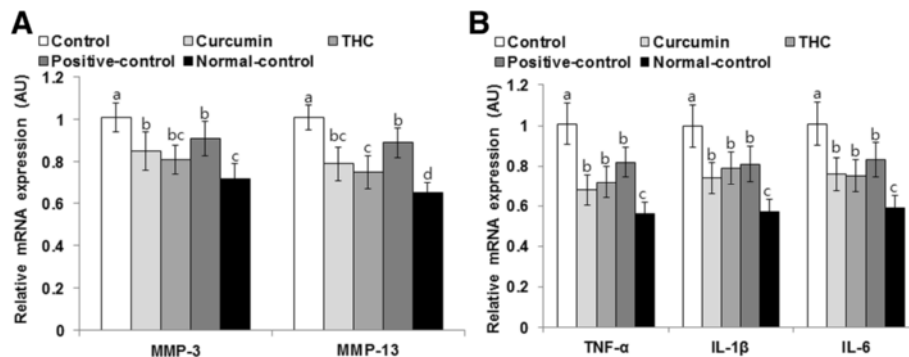 A
Control Curcumin THC
Positive-control Normal-control
Relative mRNA expression (AU)
1.2
1
0.8
0.6
0.4
0.2
0
a b bc b c
a bc c b d
MMP-3 MMP-13
B
Control Curcumin THC
Positive-control Normal-control
Relative mRNA expression (AU)
1.2
1
0.8
0.6
0.4
0.2
0
a b b b c
a b b b c
a b b b c
TNF-α IL-1β IL-6